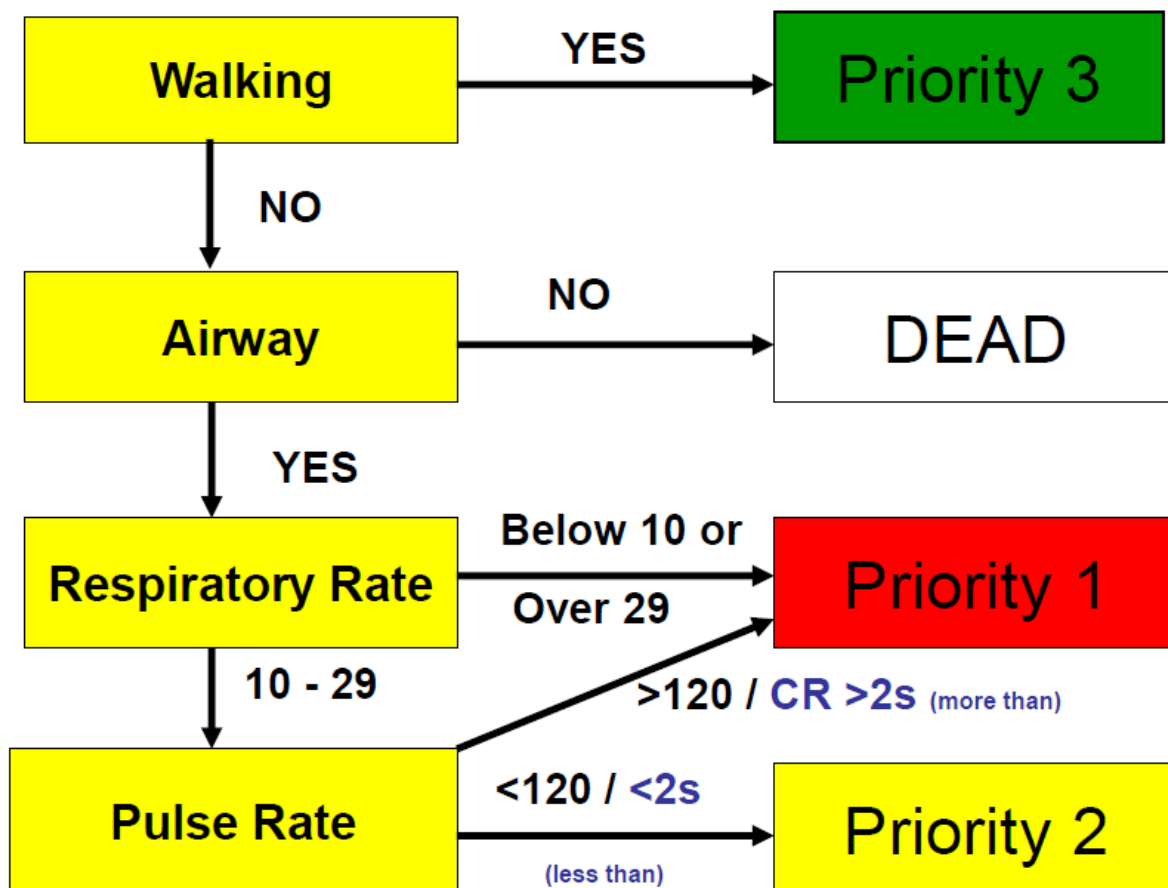 Walking
YES
Priority 3
NO
Airway
NO
DEAD
YES
Respiratory Rate
Below 10 or
Over 29
Priority 1
10 - 29
>120 / CR >2s (more than)
Pulse Rate
<120 / <2s
(less than)
Priority 2